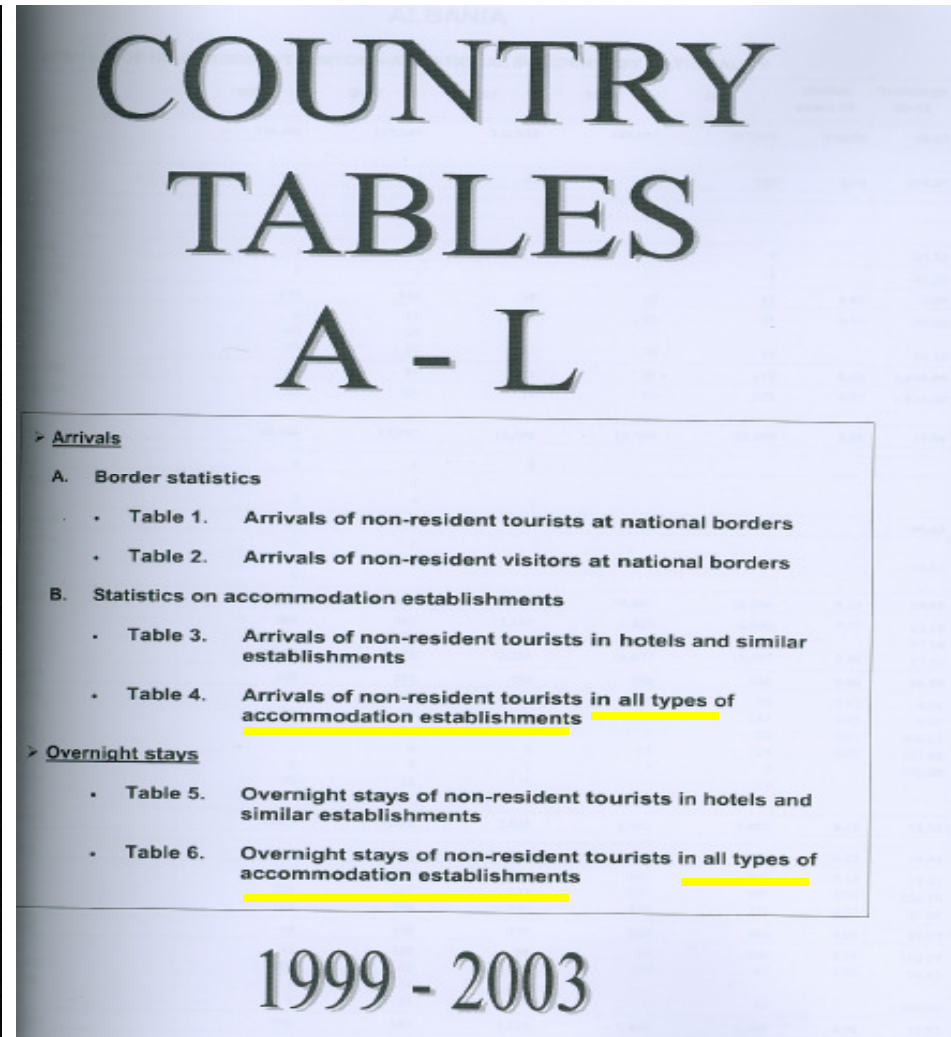 ALBANIA
COUNTRY
TABLES
A - L
➢ Arrivals
A. Border statistics
• Table 1. Arrivals of non-resident tourists at national borders
• Table 2. Arrivals of non-resident visitors at national borders
B. Statistics on accommodation establishments
• Table 3. Arrivals of non-resident tourists in hotels and similar
establishments
• Table 4. Arrivals of non-resident tourists in all types of
accommodation establishments
➢ Overnight stays
• Table 5. Overnight stays of non-resident tourists in hotels and
similar establishments
• Table 6. Overnight stays of non-resident tourists in all types of
accommodation establishments
1999 - 2003